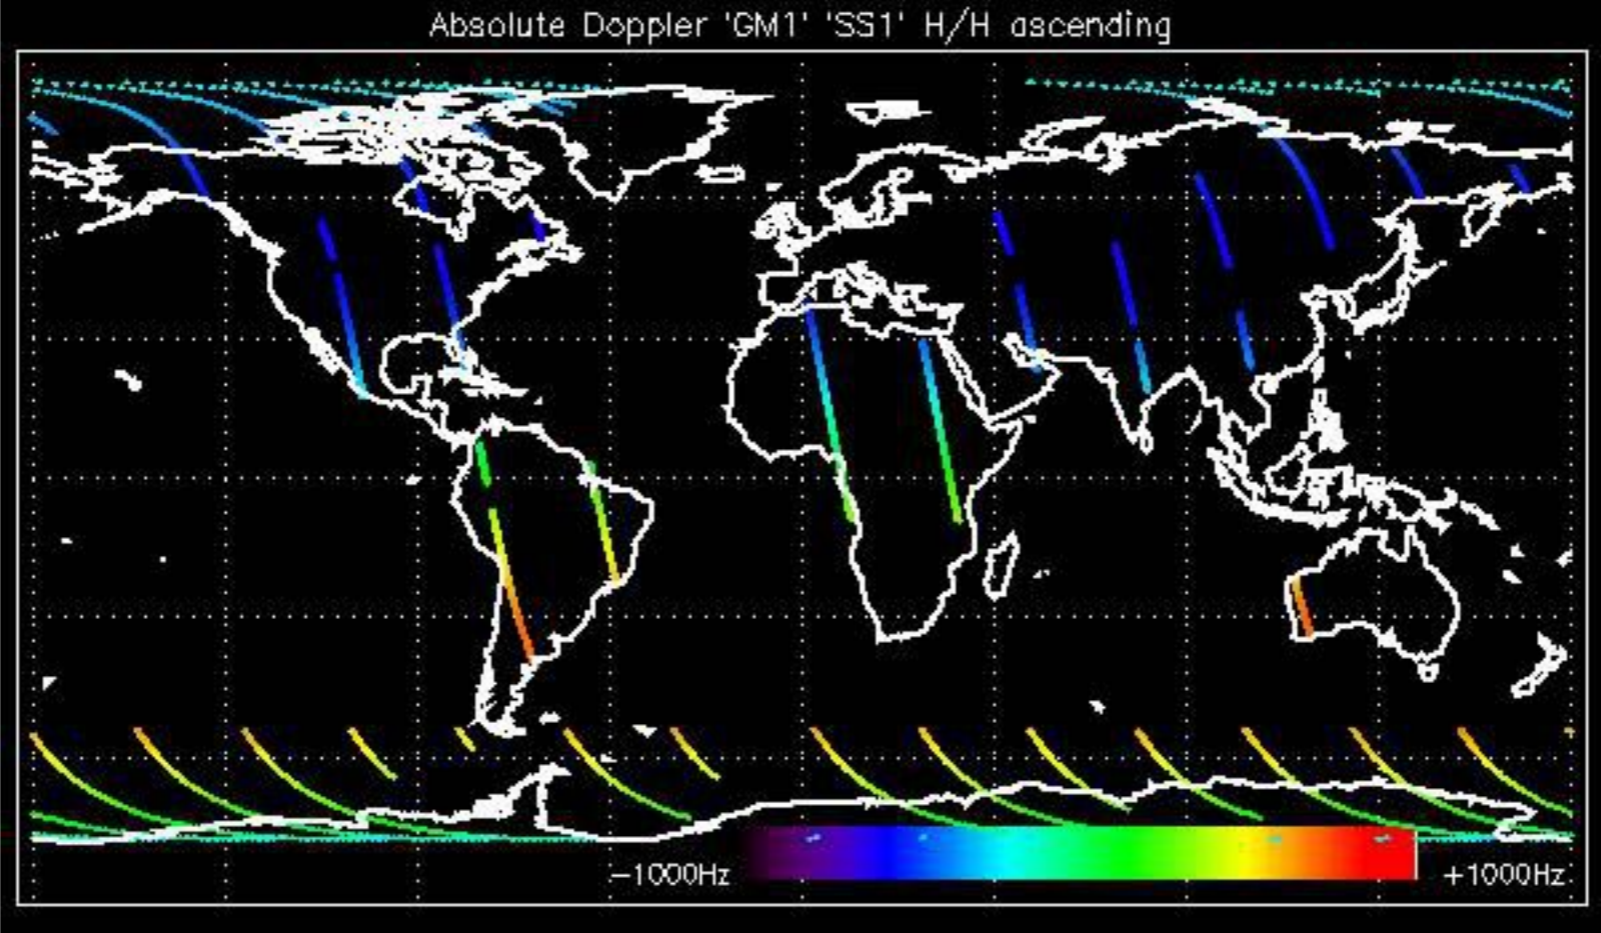 Absolute Doppler 'GM1' 'SS1' H/H ascending
−1000Hz +1000Hz